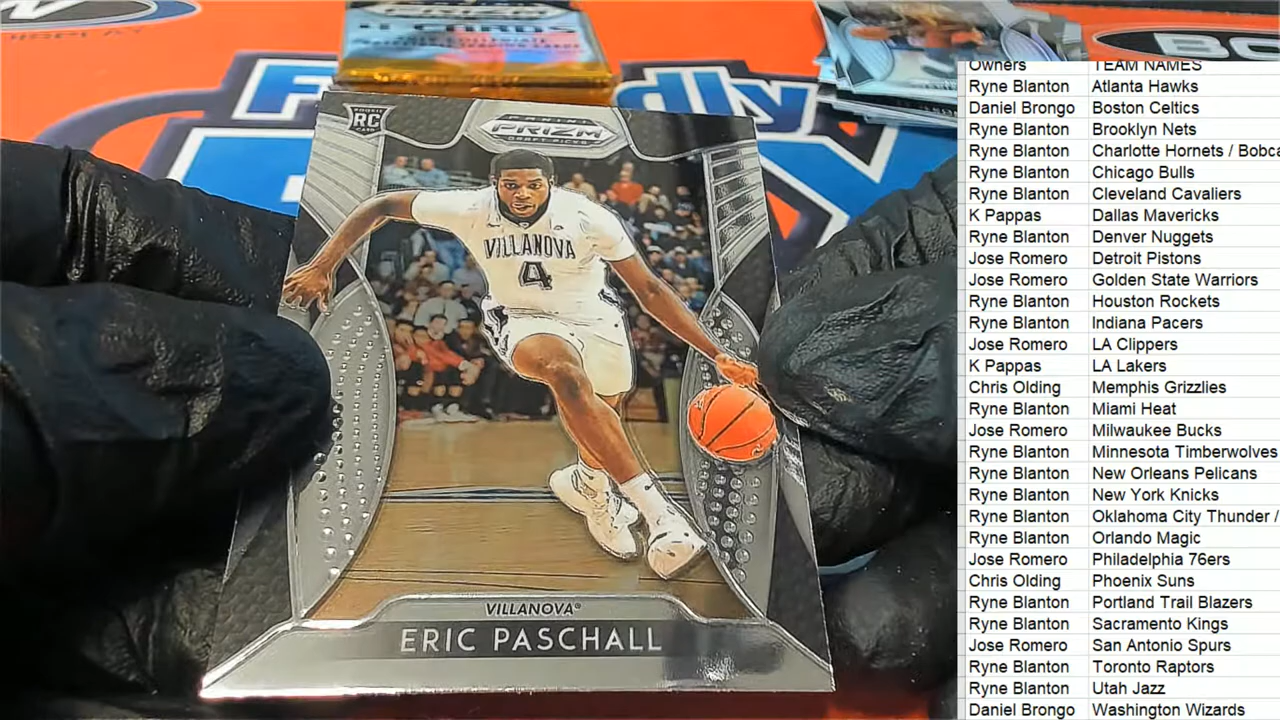 PRIZM
CARDS
BO
ROOKIE
RC
CARD
PANINI
PRIZM
DRAFT PICKS
VILLANOVA
4
VILLANOVA®
ERIC PASCHALL
Owners TEAM NAMES
Ryne Blanton Atlanta Hawks
Daniel Brongo Boston Celtics
Ryne Blanton Brooklyn Nets
Ryne Blanton Charlotte Hornets / Bobca
Ryne Blanton Chicago Bulls
Ryne Blanton Cleveland Cavaliers
K Pappas Dallas Mavericks
Ryne Blanton Denver Nuggets
Jose Romero Detroit Pistons
Jose Romero Golden State Warriors
Ryne Blanton Houston Rockets
Ryne Blanton Indiana Pacers
Jose Romero LA Clippers
K Pappas LA Lakers
Chris Olding Memphis Grizzlies
Ryne Blanton Miami Heat
Jose Romero Milwaukee Bucks
Ryne Blanton Minnesota Timberwolves
Ryne Blanton New Orleans Pelicans
Ryne Blanton New York Knicks
Ryne Blanton Oklahoma City Thunder /
Ryne Blanton Orlando Magic
Jose Romero Philadelphia 76ers
Chris Olding Phoenix Suns
Ryne Blanton Portland Trail Blazers
Ryne Blanton Sacramento Kings
Jose Romero San Antonio Spurs
Ryne Blanton Toronto Raptors
Ryne Blanton Utah Jazz
Daniel Brongo Washington Wizards